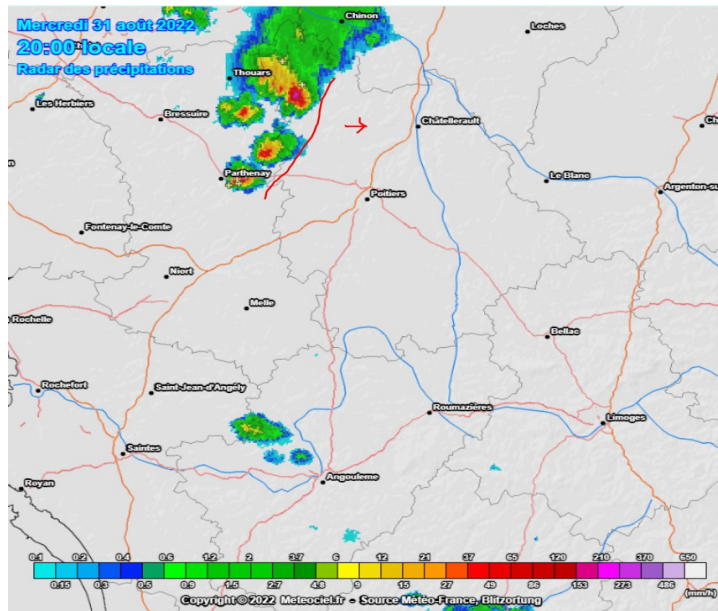 Mercredi 31 août 2022
20:00 locale
Radar des précipitations
Chinon
Loches
Thouars
Les Herbiers
Bressuire
Châtellerault
Parthenay
Le Blanc
Poitiers
Argenton-su
Fontenay-le-Comte
Niort
Melle
Rochelle
Bellac
Rochefort
Saint-Jean-d'Angély
Roumazières
Limoges
Saintes
Royan
Angouleme
0.1 0.2 0.4 0.6 1.2 2 3.7 6 12 21 37 65 120 210 370 650
0.15 0.3 0.5 0.9 1.5 2.7 4.8 9 15 27 49 86 153 273 486 (mm/h)
Copyright © 2022 Meteociel.fr - Source Météo-France, Blitzortung